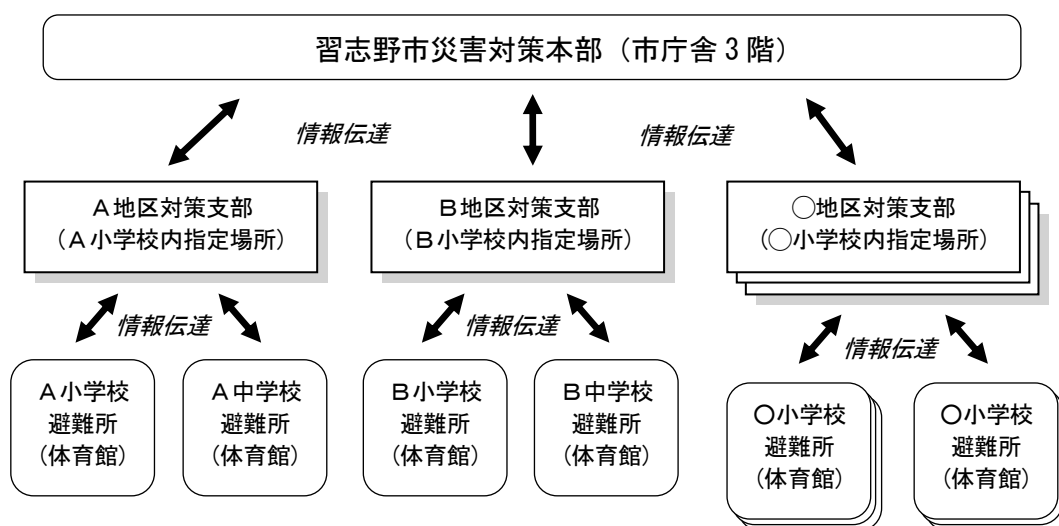 習志野市災害対策本部（市庁舎３階）
情報伝達
情報伝達
Ａ地区対策支部
（Ａ小学校内指定場所）
Ｂ地区対策支部
（Ｂ小学校内指定場所）
◯地区対策支部
（◯小学校内指定場所）
情報伝達
情報伝達
情報伝達
Ａ小学校
避難所
（体育館）
Ａ中学校
避難所
（体育館）
Ｂ小学校
避難所
（体育館）
Ｂ中学校
避難所
（体育館）
○小学校
避難所
（体育館）
○小学校
避難所
（体育館）